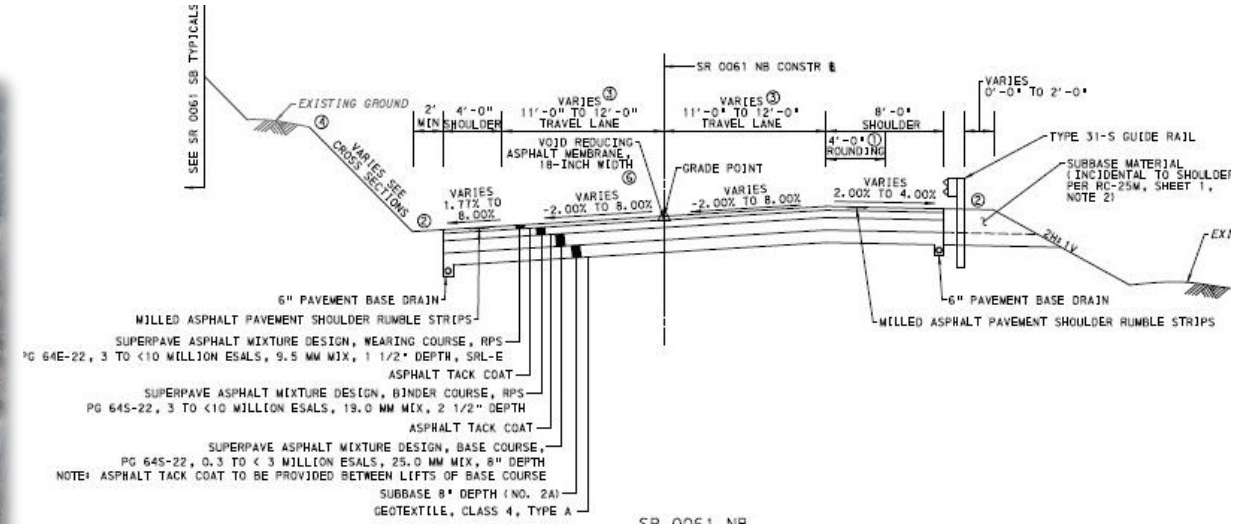 SEE SR 0061 SB TYPICALS
SR 0061 NB CONSTR ℄
EXISTING GROUND
④
VARIES SEE
CROSS SECTIONS
②
2'
MIN
4'-0"
SHOULDER
VARIES ③
11'-0" TO 12'-0"
TRAVEL LANE
VARIES ③
11'-0" TO 12'-0"
TRAVEL LANE
8'-0"
SHOULDER
4'-0" ①
ROUNDING
VARIES
0'-0" TO 2'-0"
VOID REDUCING
ASPHALT MEMBRANE,
18-INCH WIDTH
⑥
GRADE POINT
TYPE 31-S GUIDE RAIL
SUBBASE MATERIAL
(INCIDENTAL TO SHOULDER
PER RC-25M, SHEET 1,
NOTE 2)
VARIES
1.77% TO
8.00%
VARIES
-2.00% TO 8.00%
VARIES
-2.00% TO 8.00%
VARIES
2.00% TO 4.00%
②
2H:1V
EXI
6" PAVEMENT BASE DRAIN
6" PAVEMENT BASE DRAIN
MILLED ASPHALT PAVEMENT SHOULDER RUMBLE STRIPS
MILLED ASPHALT PAVEMENT SHOULDER RUMBLE STRIPS
SUPERPAVE ASPHALT MIXTURE DESIGN, WEARING COURSE, RPS
PG 64E-22, 3 TO <10 MILLION ESALS, 9.5 MM MIX, 1 1/2" DEPTH, SRL-E
ASPHALT TACK COAT
SUPERPAVE ASPHALT MIXTURE DESIGN, BINDER COURSE, RPS
PG 64S-22, 3 TO <10 MILLION ESALS, 19.0 MM MIX, 2 1/2" DEPTH
ASPHALT TACK COAT
SUPERPAVE ASPHALT MIXTURE DESIGN, BASE COURSE,
PG 64S-22, 0.3 TO < 3 MILLION ESALS, 25.0 MM MIX, 8" DEPTH
NOTE: ASPHALT TACK COAT TO BE PROVIDED BETWEEN LIFTS OF BASE COURSE
SUBBASE 8" DEPTH (NO. 2A)
GEOTEXTILE, CLASS 4, TYPE A
SR 0061 NB